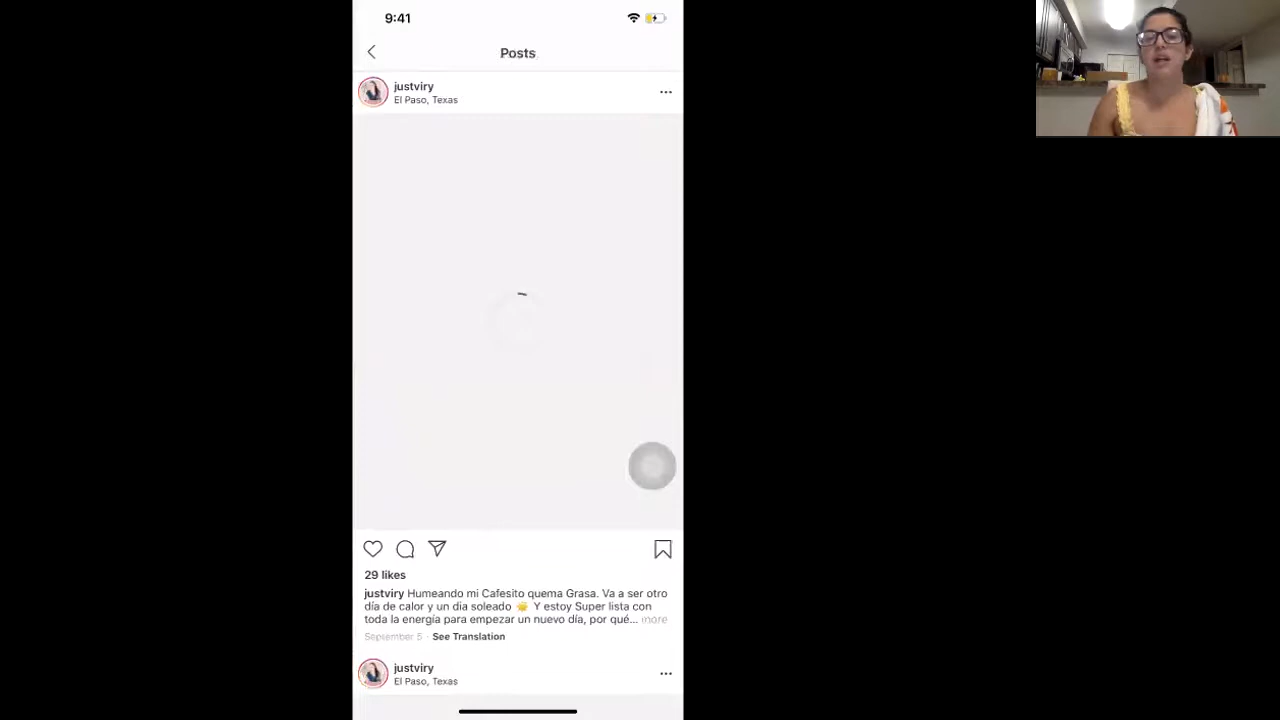 9:41
Posts
justviry
El Paso, Texas
29 likes
justviry Humeando mi Cafesito quema Grasa. Va a ser otro
día de calor y un dia soleado ☀️ Y estoy Super lista con
toda la energía para empezar un nuevo día, por qué... more
September 5 · See Translation
justviry
El Paso, Texas